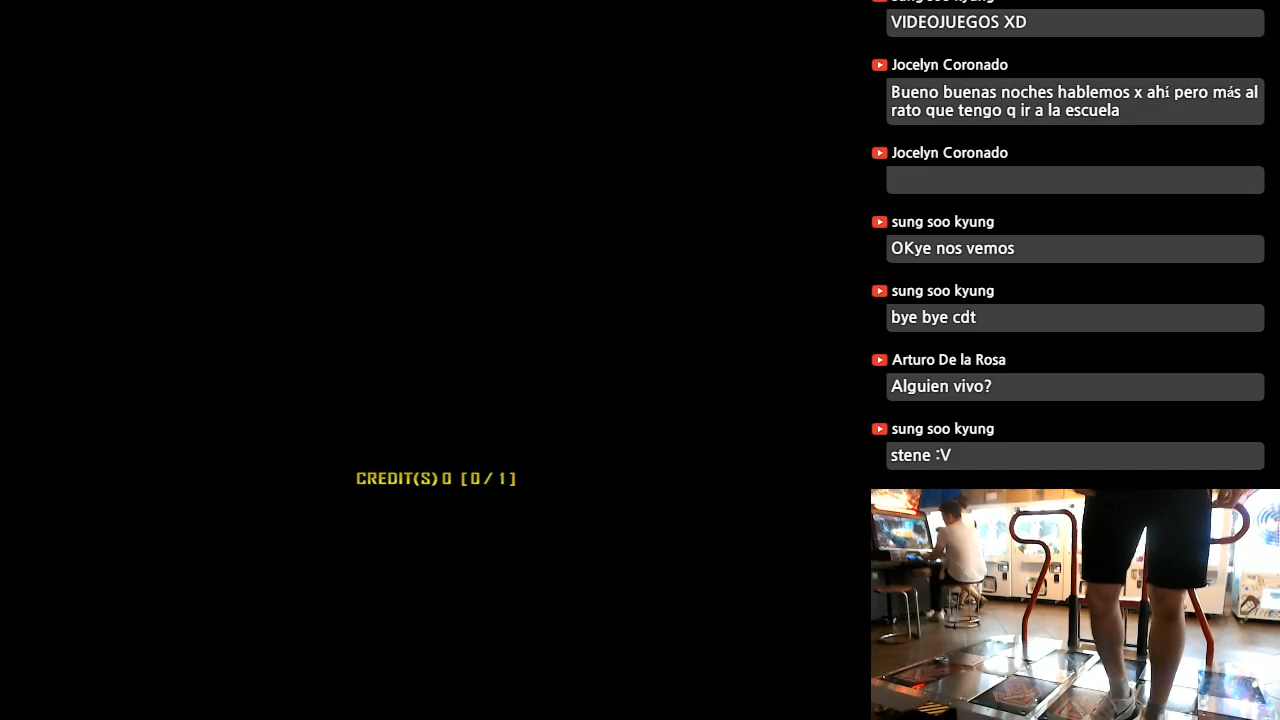 VIDEOJUEGOS XD
Jocelyn Coronado
Bueno buenas noches hablemos x ahí pero más al
rato que tengo q ir a la escuela
Jocelyn Coronado
sung soo kyung
OKye nos vemos
sung soo kyung
bye bye cdt
Arturo De la Rosa
Alguien vivo?
sung soo kyung
stene :V
CREDIT(S) 0 [ 0 / 1 ]